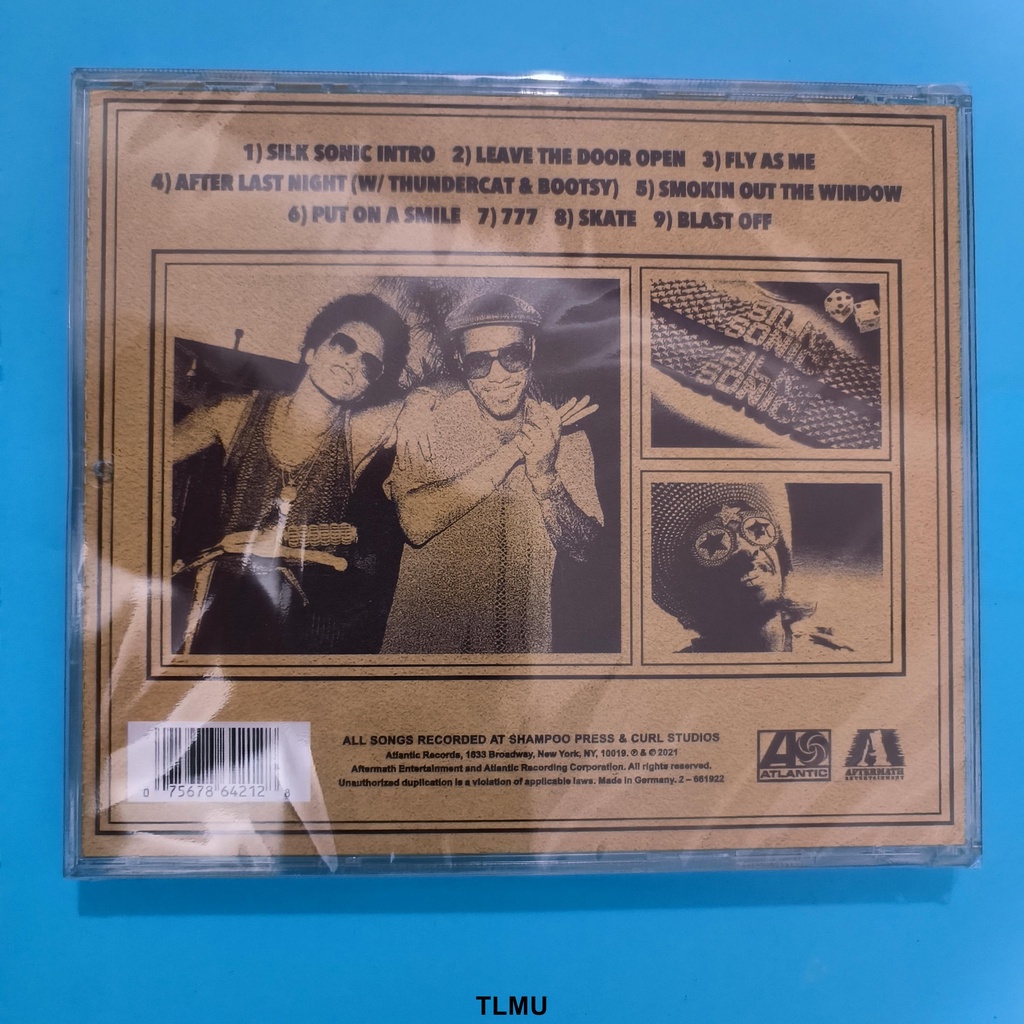 1) SILK SONIC INTRO 2) LEAVE THE DOOR OPEN 3) FLY AS ME
4) AFTER LAST NIGHT (W/ THUNDERCAT & BOOTSY) 5) SMOKIN OUT THE WINDOW
6) PUT ON A SMILE 7) 777 8) SKATE 9) BLAST OFF
SILK
SONIC
SILK
SONIC
ALL SONGS RECORDED AT SHAMPOO PRESS & CURL STUDIOS
Atlantic Records, 1633 Broadway, New York, NY, 10019. ℗ & © 2021
Aftermath Entertainment and Atlantic Recording Corporation. All rights reserved.
Unauthorized duplication is a violation of applicable laws. Made in Germany. 2 – 681922
ATLANTIC
AFTERMATH
ENTERTAINMENT
0 75678 64212 8
TLMU